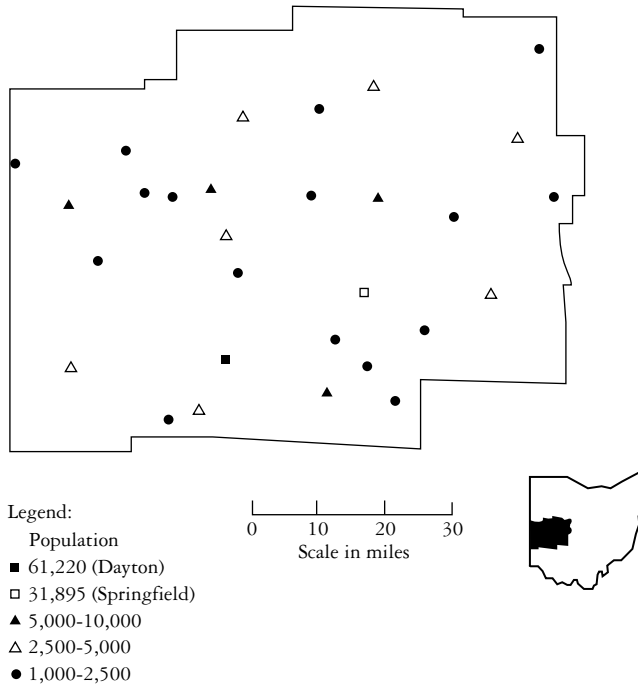 Legend:
Population
61,220 (Dayton)
31,895 (Springfield)
5,000-10,000
2,500-5,000
1,000-2,500
0 10 20 30
Scale in miles